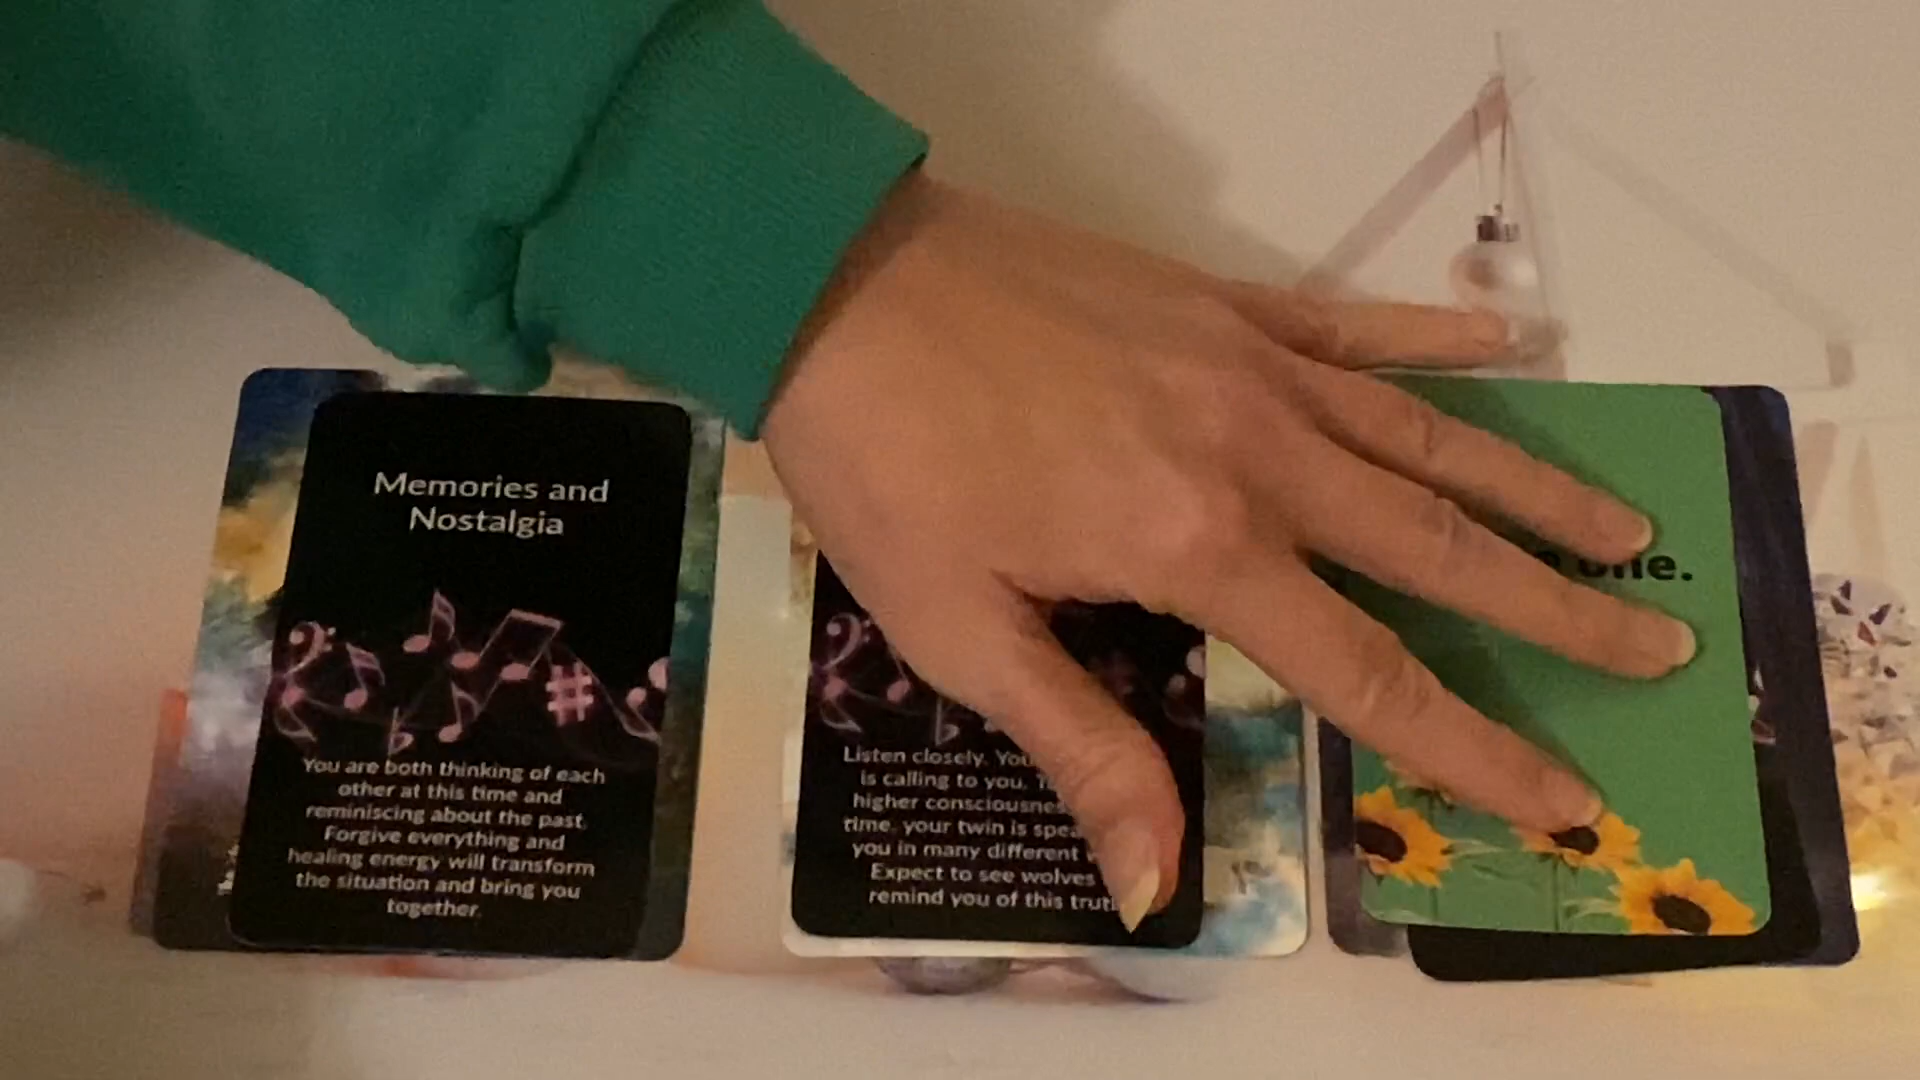 Memories and
Nostalgia
You are both thinking of each
other at this time and
reminiscing about the past.
Forgive everything and
healing energy will transform
the situation and bring you
together.
Listen closely. You
is calling to you.
higher consciousnes
time, your twin is spea
you in many different
Expect to see wolves
remind you of this truth
one.